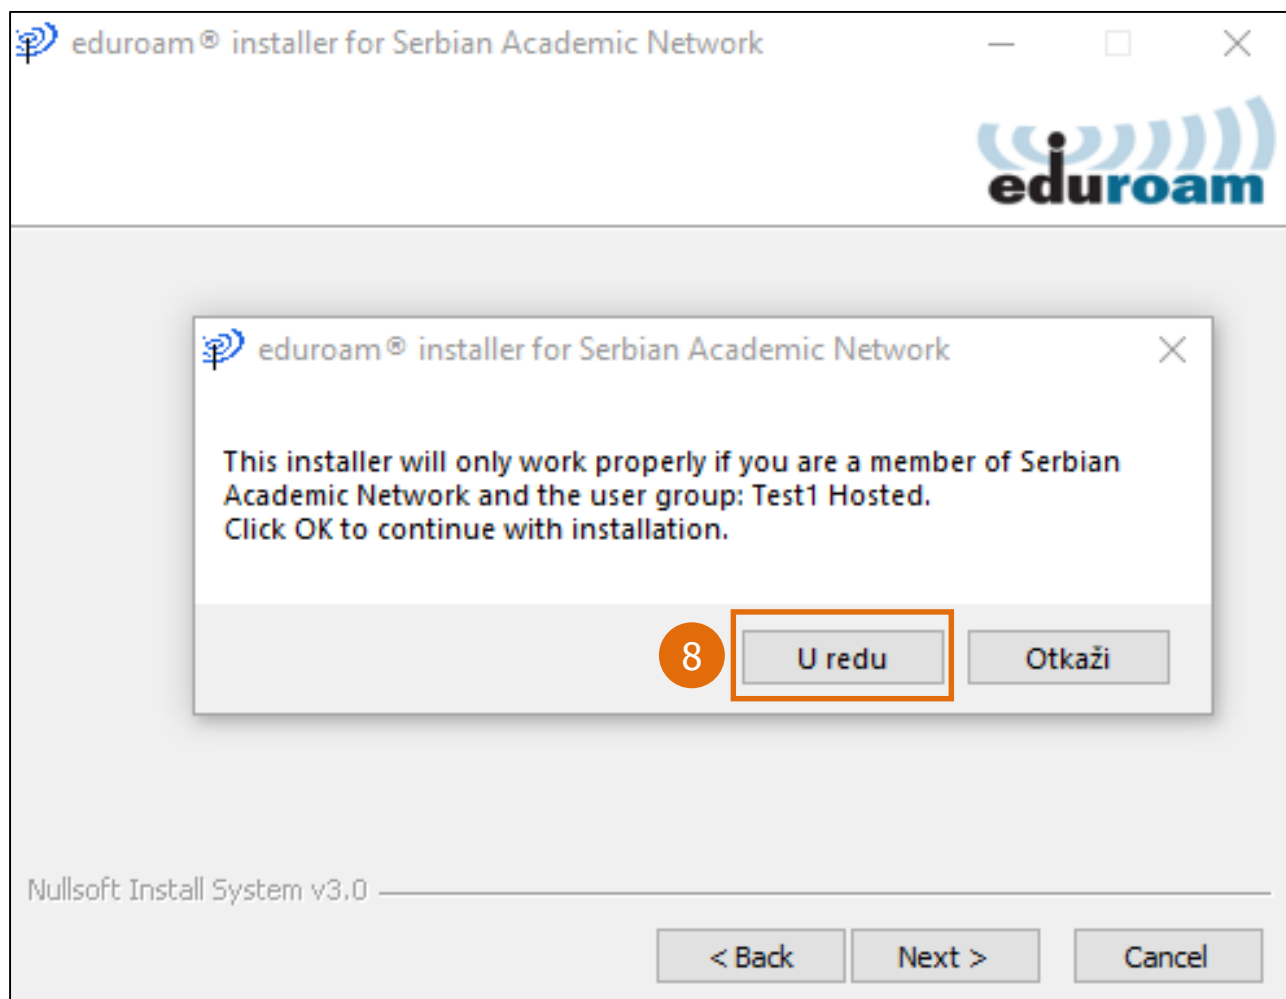 eduroam® installer for Serbian Academic Network
eduroam
eduroam® installer for Serbian Academic Network
This installer will only work properly if you are a member of Serbian
Academic Network and the user group: Test1 Hosted.
Click OK to continue with installation.
8 U redu Otkaži
Nullsoft Install System v3.0
< Back Next > Cancel